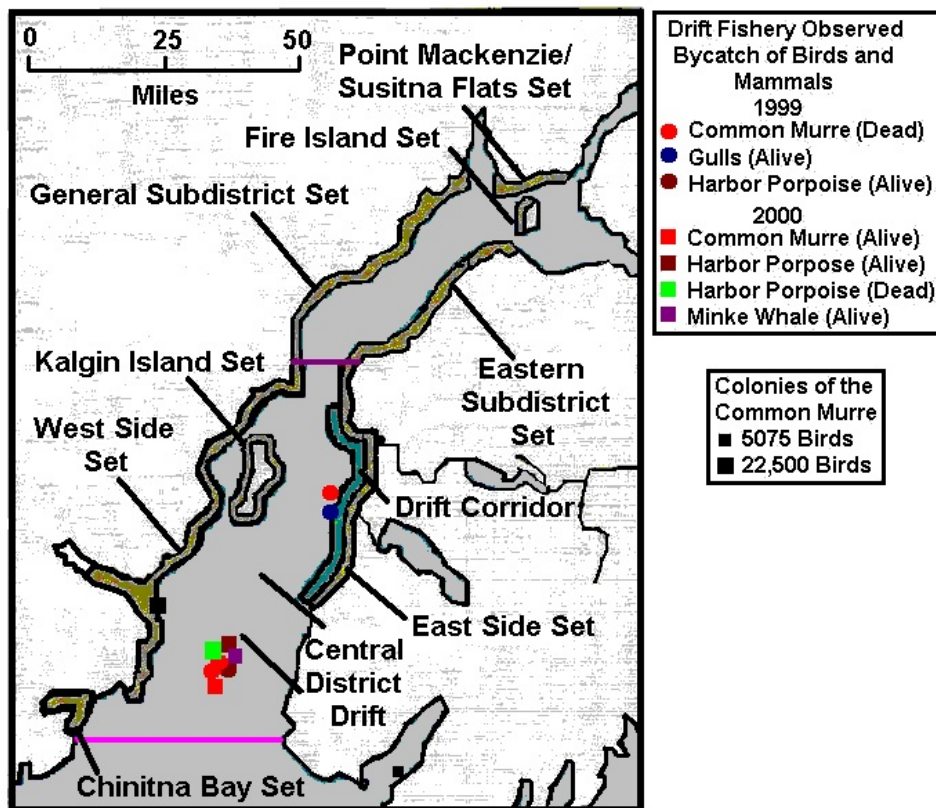 0 25 50
Miles
Point Mackenzie/
Susitna Flats Set
Fire Island Set
General Subdistrict Set
Kalgin Island Set
West Side
Set
Eastern
Subdistrict
Set
Drift Corridor
East Side Set
Central
District
Drift
Chinitna Bay Set
Drift Fishery Observed
Bycatch of Birds and
Mammals
1999
Common Murre (Dead)
Gulls (Alive)
Harbor Porpoise (Alive)
2000
Common Murre (Alive)
Harbor Porpose (Alive)
Harbor Porpoise (Dead)
Minke Whale (Alive)
Colonies of the
Common Murre
5075 Birds
22,500 Birds